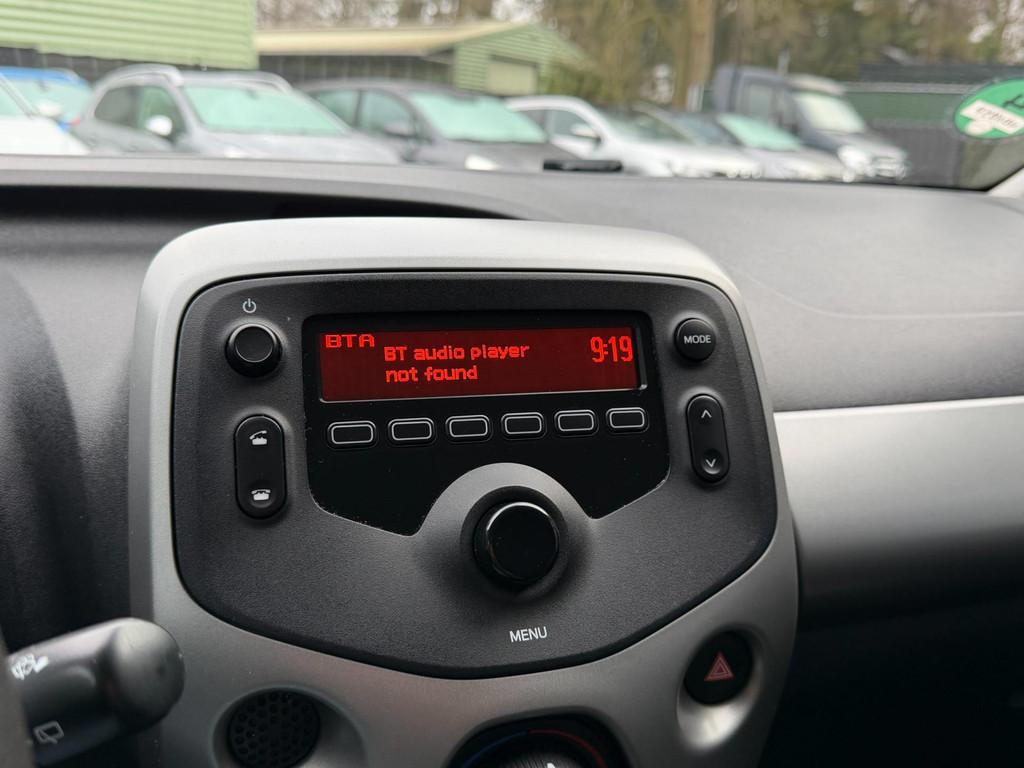 BTA
BT audio player
not found
9:19
MODE
MENU